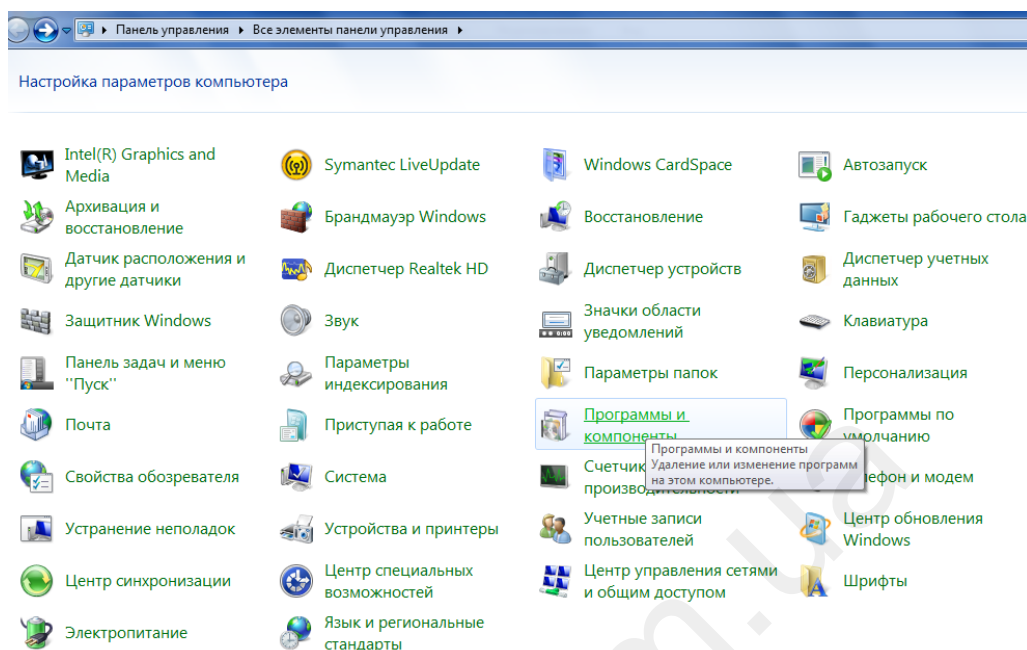 Панель управления Все элементы панели управления
Настройка параметров компьютера
Intel(R) Graphics and
Media
Symantec LiveUpdate
Windows CardSpace
Автозапуск
Архивация и
восстановление
Брандмауэр Windows
Восстановление
Гаджеты рабочего стола
Датчик расположения и
другие датчики
Диспетчер Realtek HD
Диспетчер устройств
Диспетчер учетных
данных
Защитник Windows
Звук
Значки области
уведомлений
Клавиатура
Панель задач и меню
''Пуск''
Параметры
индексирования
Параметры папок
Персонализация
Почта
Приступая к работе
Программы и
компоненты
Программы по
умолчанию
Программы и компоненты
Удаление или изменение программ
на этом компьютере.
Свойства обозревателя
Система
Счетчик
производительности
и модем
Устранение неполадок
Устройства и принтеры
Учетные записи
пользователей
Центр обновления
Windows
Центр синхронизации
Центр специальных
возможностей
Центр управления сетями
и общим доступом
Шрифты
Электропитание
Язык и региональные
стандарты
m.ua